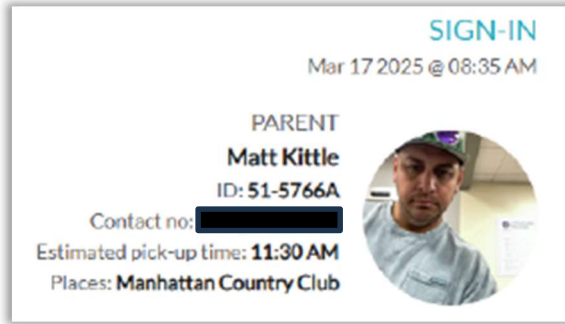 SIGN-IN
Mar 17 2025 @ 08:35 AM
PARENT
Matt Kittle
ID: 51-5766A
Contact no:
Estimated pick-up time: 11:30 AM
Places: Manhattan Country Club